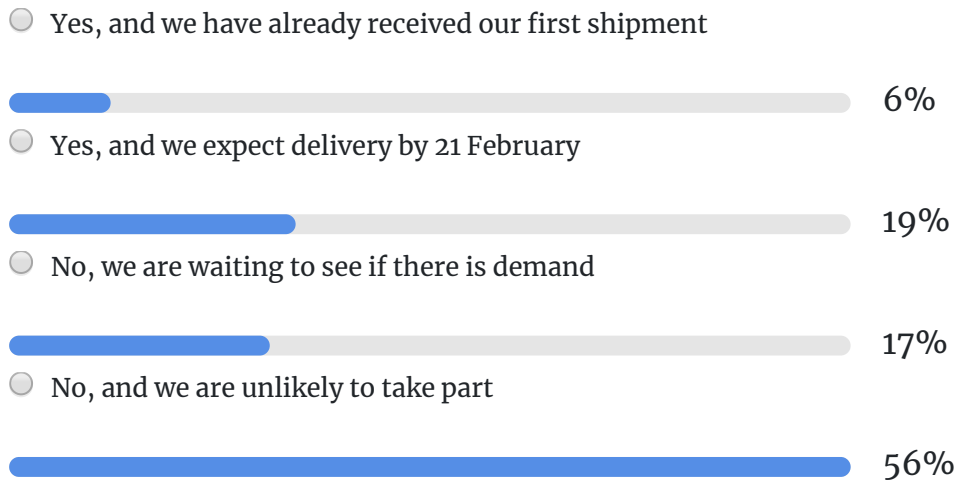 Yes, and we have already received our first shipment
6%
Yes, and we expect delivery by 21 February
19%
No, we are waiting to see if there is demand
17%
No, and we are unlikely to take part
56%